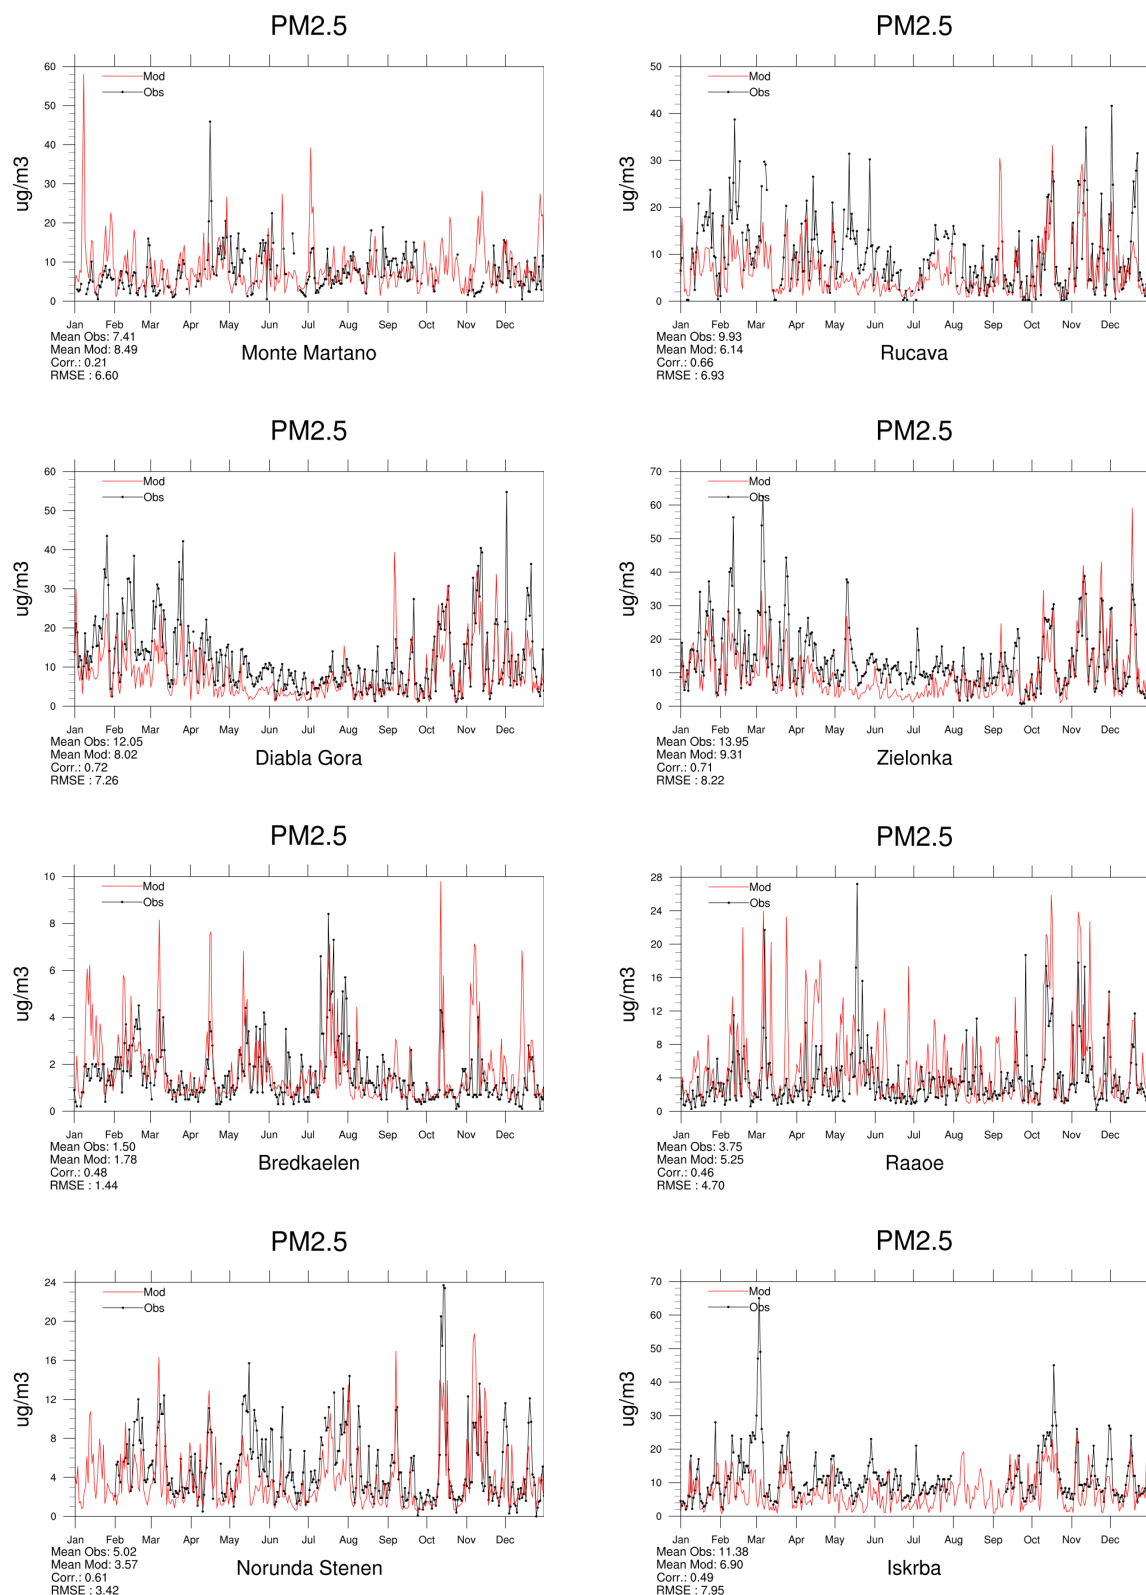 PM2.5
60
50
40
30
20
10
0
ug/m3
Mod
Obs
Jan Feb Mar Apr May Jun Jul Aug Sep Oct Nov Dec
Mean Obs: 7.41
Mean Mod: 8.49
Corr.: 0.21
RMSE : 6.60
Monte Martano
PM2.5
50
40
30
20
10
0
ug/m3
Mod
Obs
Jan Feb Mar Apr May Jun Jul Aug Sep Oct Nov Dec
Mean Obs: 9.93
Mean Mod: 6.14
Corr.: 0.66
RMSE : 6.93
Rucava
PM2.5
60
50
40
30
20
10
0
ug/m3
Mod
Obs
Jan Feb Mar Apr May Jun Jul Aug Sep Oct Nov Dec
Mean Obs: 12.05
Mean Mod: 8.02
Corr.: 0.72
RMSE : 7.26
Diabla Gora
PM2.5
70
60
50
40
30
20
10
0
ug/m3
Mod
Obs
Jan Feb Mar Apr May Jun Jul Aug Sep Oct Nov Dec
Mean Obs: 13.95
Mean Mod: 9.31
Corr.: 0.71
RMSE : 8.22
Zielonka
PM2.5
10
8
6
4
2
0
ug/m3
Mod
Obs
Jan Feb Mar Apr May Jun Jul Aug Sep Oct Nov Dec
Mean Obs: 1.50
Mean Mod: 1.78
Corr.: 0.48
RMSE : 1.44
Bredkaelen
PM2.5
28
24
20
16
12
8
4
0
ug/m3
Mod
Obs
Jan Feb Mar Apr May Jun Jul Aug Sep Oct Nov Dec
Mean Obs: 3.75
Mean Mod: 5.25
Corr.: 0.46
RMSE : 4.70
Raaoe
PM2.5
24
20
16
12
8
4
0
ug/m3
Mod
Obs
Jan Feb Mar Apr May Jun Jul Aug Sep Oct Nov Dec
Mean Obs: 5.02
Mean Mod: 3.57
Corr.: 0.61
RMSE : 3.42
Norunda Stenen
PM2.5
70
60
50
40
30
20
10
0
ug/m3
Mod
Obs
Jan Feb Mar Apr May Jun Jul Aug Sep Oct Nov Dec
Mean Obs: 11.38
Mean Mod: 6.90
Corr.: 0.49
RMSE : 7.95
Iskrba